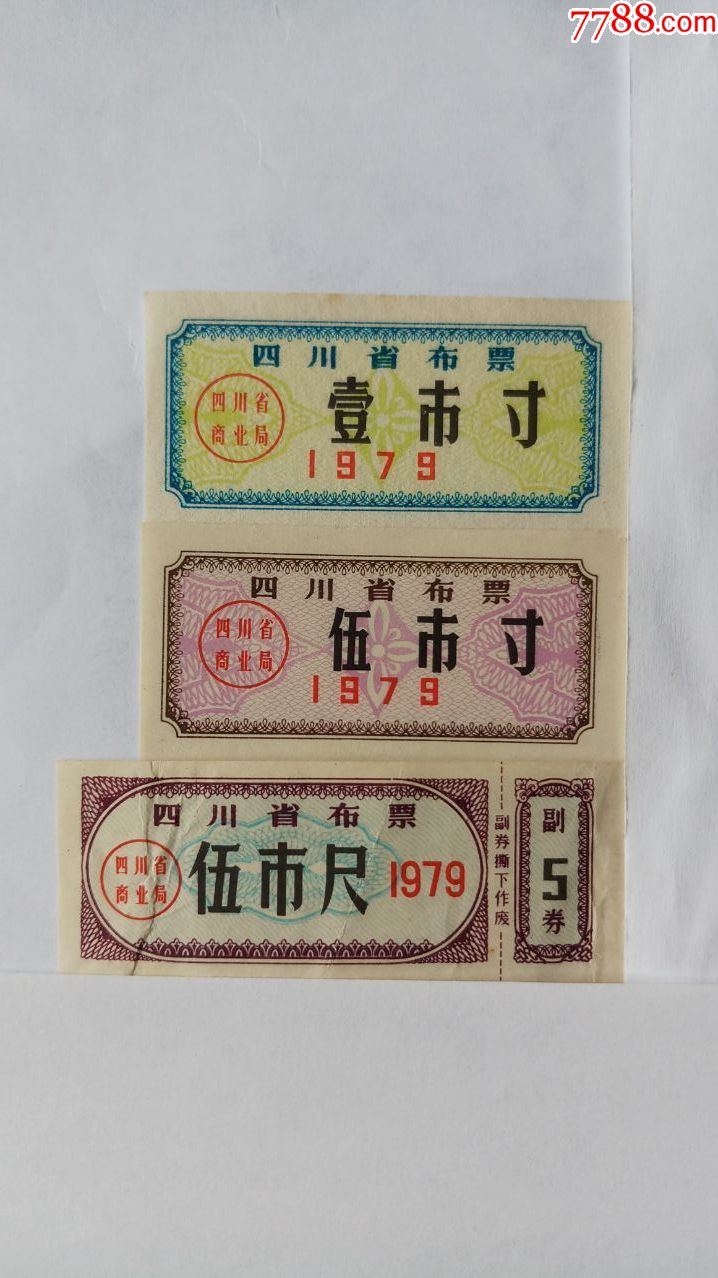 7788.com
四川省布票
四川省
商业局
壹市寸
1979
四川省布票
四川省
商业局
伍市寸
1979
四川省布票
四川省
商业局
伍市尺
1979
副券撕下作废
副
5
券